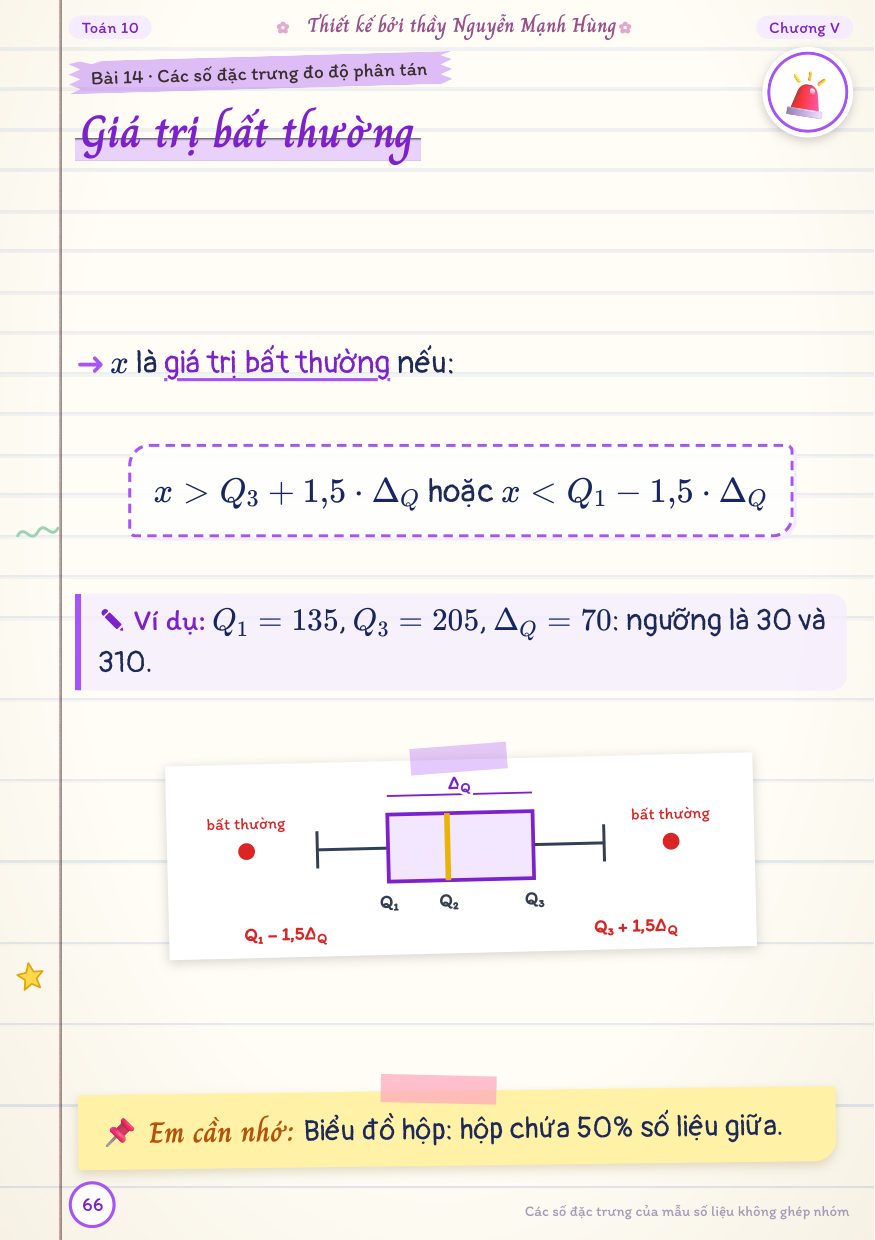 Toán 10
Thiết kế bởi thầy Nguyễn Mạnh Hùng
Chương V
Bài 14 · Các số đặc trưng đo độ phân tán
Giá trị bất thường
→ x là giá trị bất thường nếu:
x > Q₃ + 1,5 · Δ_Q hoặc x < Q₁ − 1,5 · Δ_Q
Ví dụ: Q₁ = 135, Q₃ = 205, Δ_Q = 70: ngưỡng là 30 và
310.
Δ_Q
bất thường
bất thường
Q₁
Q₂
Q₃
Q₁ − 1,5Δ_Q
Q₃ + 1,5Δ_Q
Em cần nhớ: Biểu đồ hộp: hộp chứa 50% số liệu giữa.
66
Các số đặc trưng của mẫu số liệu không ghép nhóm